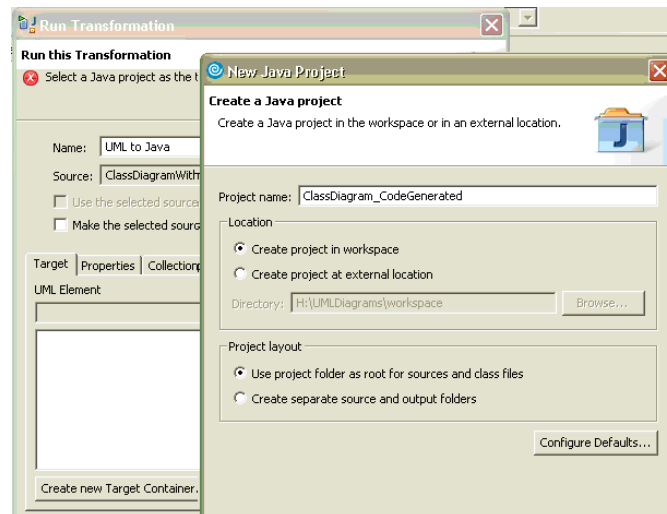 Run Transformation
Run this Transformation
Select a Java project as the t
Name: UML to Java
Source: ClassDiagramWith
Use the selected source
Make the selected sourc
Target Properties Collection
UML Element
Create new Target Container.
New Java Project
Create a Java project
Create a Java project in the workspace or in an external location.
Project name: ClassDiagram_CodeGenerated
Location
Create project in workspace
Create project at external location
Directory: H:\UMLDiagrams\workspace Browse...
Project layout
Use project folder as root for sources and class files
Create separate source and output folders
Configure Defaults...